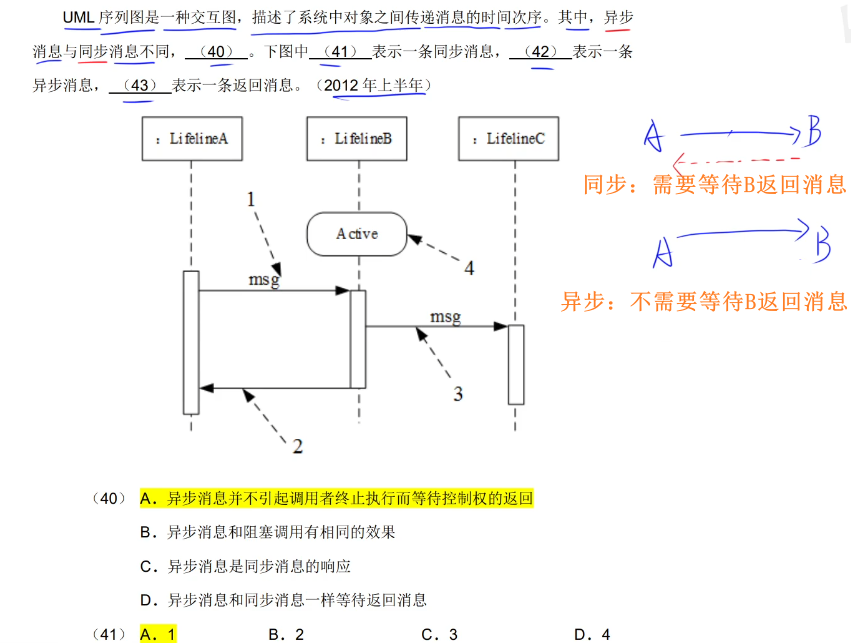 UML 序列图是一种交互图，描述了系统中对象之间传递消息的时间次序。其中，异步
消息与同步消息不同，（40）。下图中（41）表示一条同步消息，（42）表示一条
异步消息，（43）表示一条返回消息。（2012 年上半年）
：LifelineA ：LifelineB ：LifelineC
A B
同步：需要等待B返回消息
1
Active
4
A B
msg
异步：不需要等待B返回消息
msg
3
2
（40） A．异步消息并不引起调用者终止执行而等待控制权的返回
B．异步消息和阻塞调用有相同的效果
C．异步消息是同步消息的响应
D．异步消息和同步消息一样等待返回消息
（41） A．1 B．2 C．3 D．4